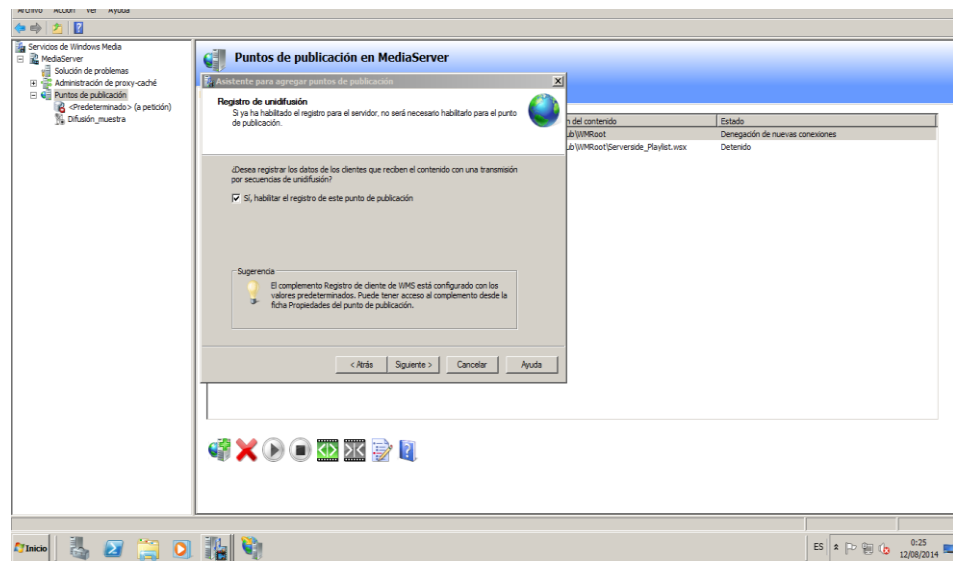 Archivo Acción Ver Ayuda
Servicios de Windows Media
MediaServer
Solución de problemas
Administración de proxy-caché
Puntos de publicación
<Predeterminado> (a petición)
Difusión_muestra
Puntos de publicación en MediaServer
Asistente para agregar puntos de publicación
Registro de unidifusión
Si ya ha habilitado el registro para el servidor, no será necesario habilitarlo para el punto
de publicación.
¿Desea registrar los datos de los clientes que reciben el contenido con una transmisión
por secuencias de unidifusión?
Sí, habilitar el registro de este punto de publicación
Sugerencia
El complemento Registro de cliente de WMS está configurado con los
valores predeterminados. Puede tener acceso al complemento desde la
ficha Propiedades del punto de publicación.
< Atrás Siguiente > Cancelar Ayuda
n del contenido Estado
ub\WMRoot Denegación de nuevas conexiones
ub\WMRoot\Serverside_Playlist.wsx Detenido
Inicio
ES
0:25
12/08/2014